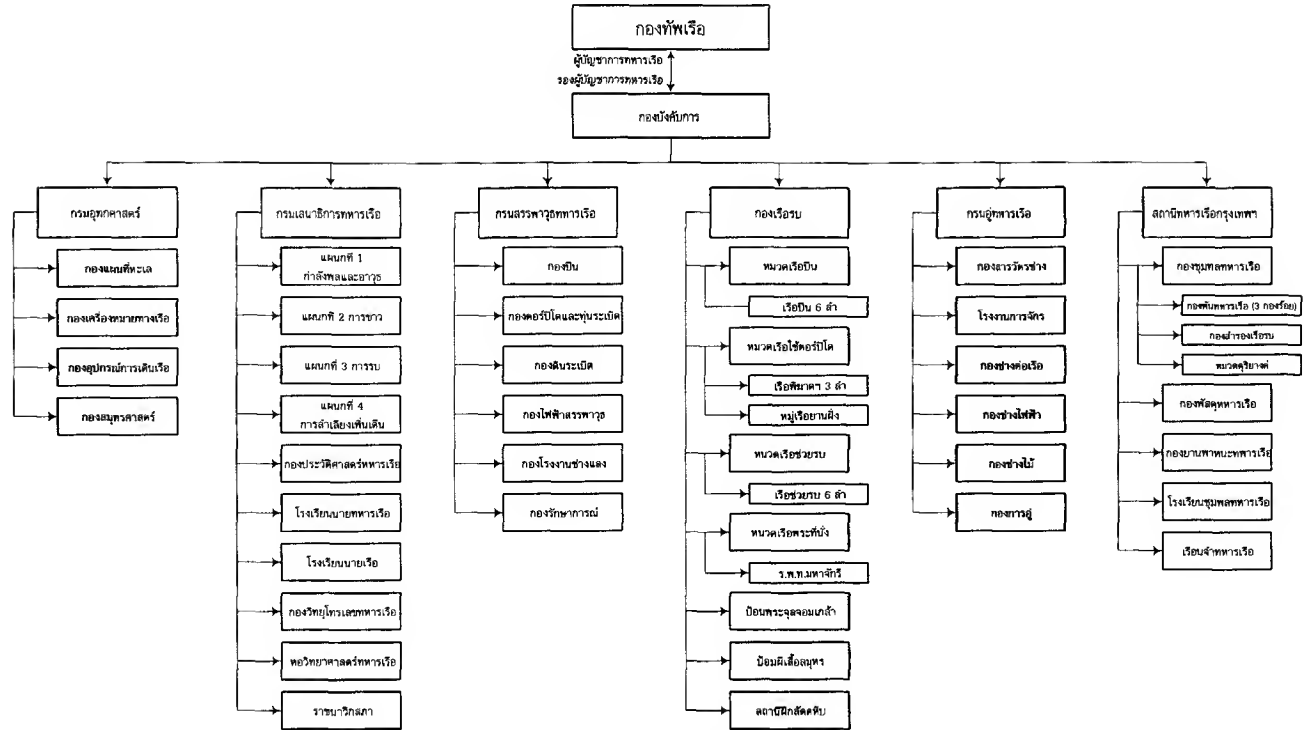 กองทัพเรือ
ผู้บัญชาการทหารเรือ
รองผู้บัญชาการทหารเรือ
กองบังคับการ
กรมอุทกศาสตร์
กองแผนที่ทะเล
กองเครื่องหมายทางเรือ
กองอุปกรณ์การเดินเรือ
กองสมุทรศาสตร์
กรมเสนาธิการทหารเรือ
แผนกที่ 1
กำลังพลและอาวุธ
แผนกที่ 2 การข่าว
แผนกที่ 3 การรบ
แผนกที่ 4
การลำเลียงเพิ่มเติม
กองประวัติศาสตร์ทหารเรือ
โรงเรียนนายทหารเรือ
โรงเรียนนายเรือ
กองวิทยุโทรเลขทหารเรือ
หอวิทยาศาสตร์ทหารเรือ
ราชนาวิกสภา
กรมสรรพาวุธทหารเรือ
กองปืน
กองตอร์ปิโดและทุ่นระเบิด
กองดินระเบิด
กองไฟฟ้าสรรพาวุธ
กองโรงงานช่างแสง
กองรักษาการณ์
กองเรือรบ
หมวดเรือปืน
เรือปืน 6 ลำ
หมวดเรือใช้ตอร์ปิโด
เรือพิฆาตฯ 3 ลำ
หมู่เรือยามฝั่ง
หมวดเรือช่วยรบ
เรือช่วยรบ 6 ลำ
หมวดเรือพระที่นั่ง
ร.พ.ท.มหาจักรี
ป้อมพระจุลจอมเกล้า
ป้อมผีเสื้อสมุทร
สถานีฝึกสัตหีบ
กรมอู่ทหารเรือ
กองสารวัตรช่าง
โรงงานการจักร
กองช่างต่อเรือ
กองช่างไฟฟ้า
กองช่างไม้
กองการอู่
สถานีทหารเรือกรุงเทพฯ
กองชุมพลทหารเรือ
กองพันทหารเรือ (3 กองร้อย)
กองสำรองเรือรบ
หมวดดุริยางค์
กองพัสดุทหารเรือ
กองยานพาหนะทหารเรือ
โรงเรียนชุมพลทหารเรือ
เรือนจำทหารเรือ